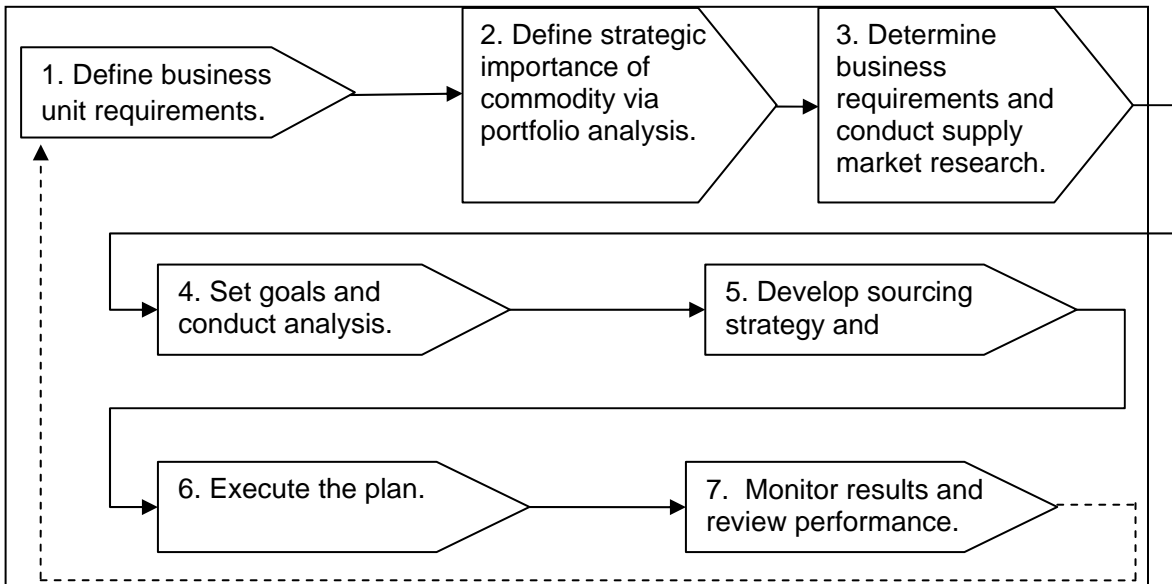 1. Define business
unit requirements.
2. Define strategic
importance of
commodity via
portfolio analysis.
3. Determine
business
requirements and
conduct supply
market research.
4. Set goals and
conduct analysis.
5. Develop sourcing
strategy and
6. Execute the plan.
7. Monitor results and
review performance.